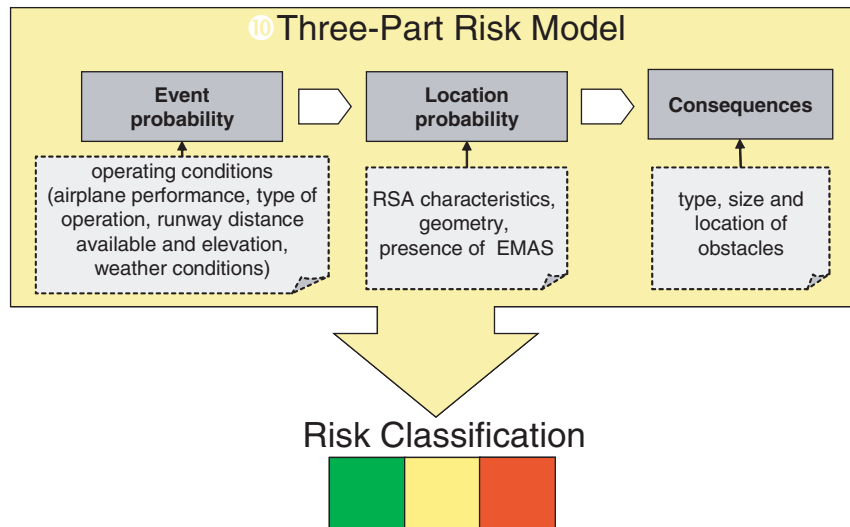 ⓾ Three-Part Risk Model
Event
probability
Location
probability
Consequences
operating conditions
(airplane performance, type of
operation, runway distance
available and elevation,
weather conditions)
RSA characteristics,
geometry,
presence of EMAS
type, size and
location of
obstacles
Risk Classification